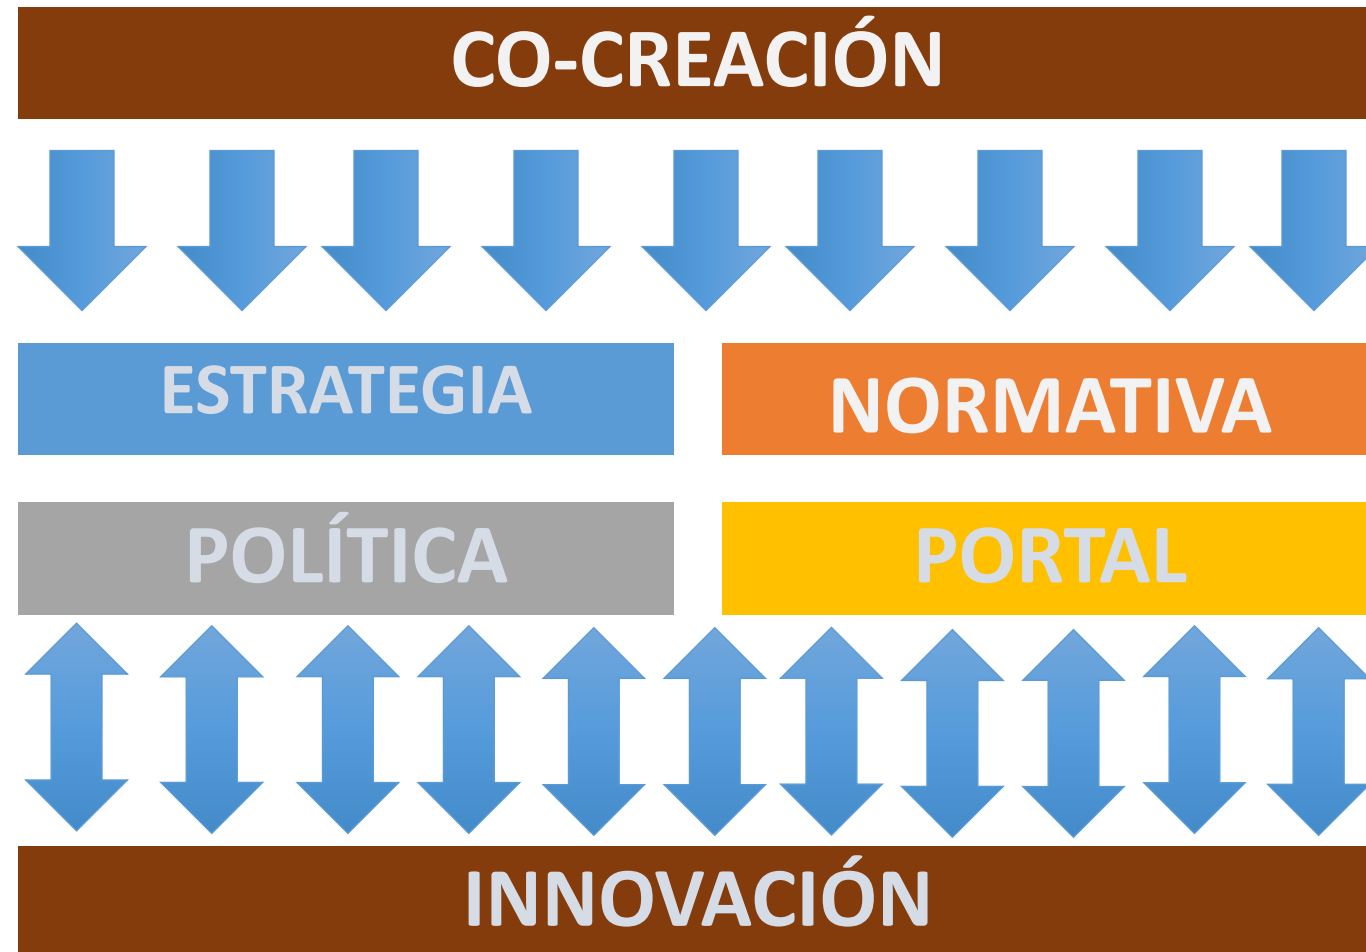 CO-CREACIÓN
ESTRATEGIA
NORMATIVA
POLÍTICA
PORTAL
INNOVACIÓN